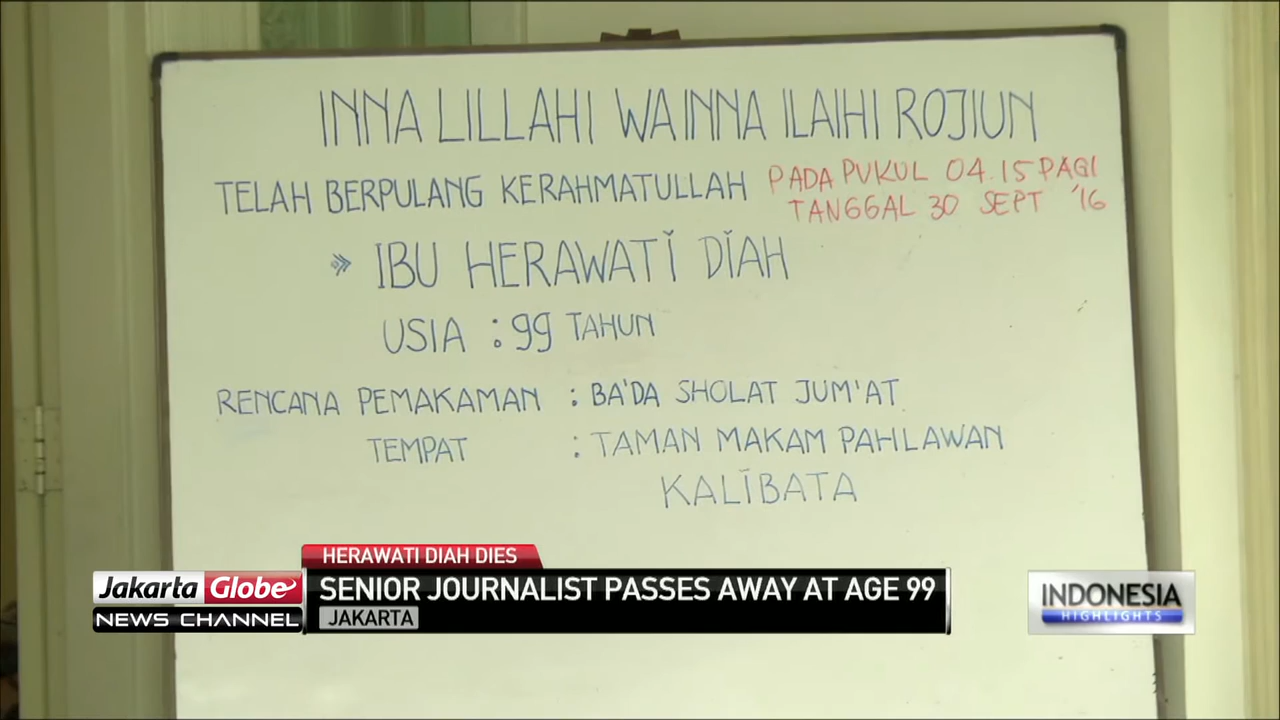 INNA LILLAHI WAINNA ILAIHI ROJIUN
TELAH BERPULANG KERAHMATULLAH PADA PUKUL 04.15 PAGI
TANGGAL 30 SEPT '16
» IBU HERAWATI DIAH
USIA : 99 TAHUN
RENCANA PEMAKAMAN : BA'DA SHOLAT JUM'AT
TEMPAT : TAMAN MAKAM PAHLAWAN
KALIBATA
HERAWATI DIAH DIES
Jakarta Globe
NEWS CHANNEL
SENIOR JOURNALIST PASSES AWAY AT AGE 99
JAKARTA
INDONESIA
HIGHLIGHTS